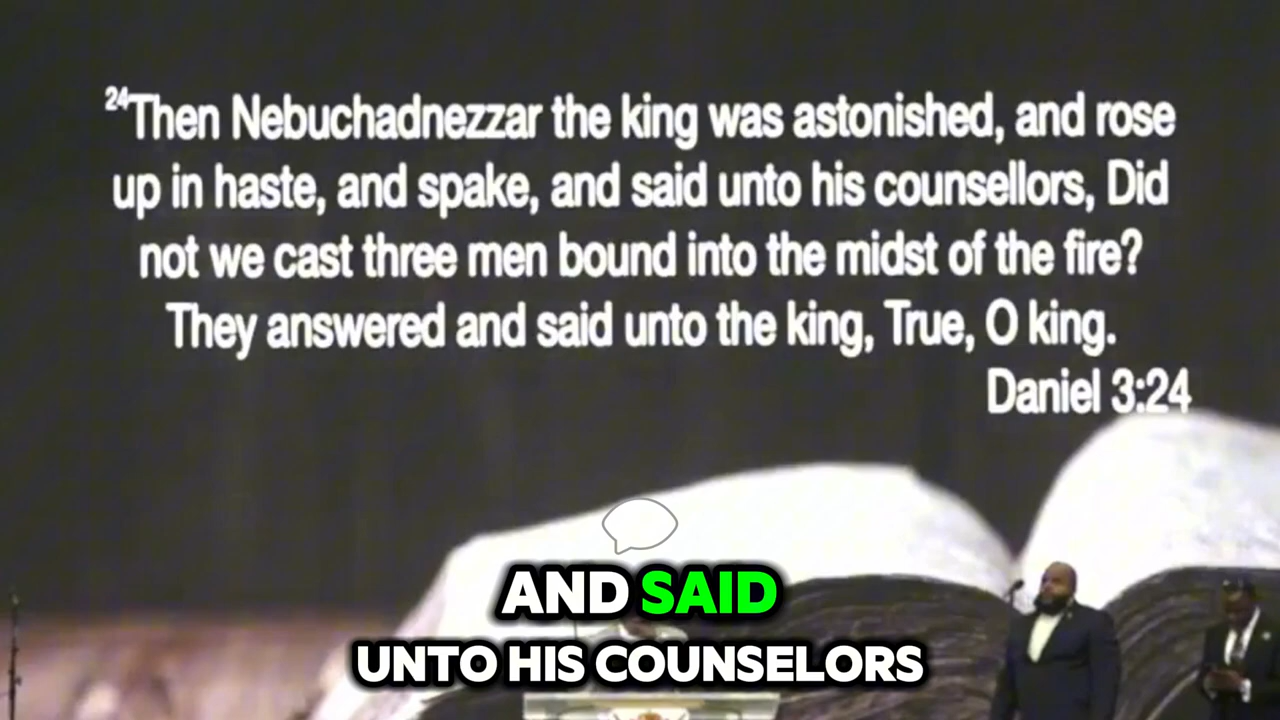 24Then Nebuchadnezzar the king was astonished, and rose
up in haste, and spake, and said unto his counsellors, Did
not we cast three men bound into the midst of the fire?
They answered and said unto the king, True, O king.
Daniel 3:24
AND SAID
UNTO HIS COUNSELORS